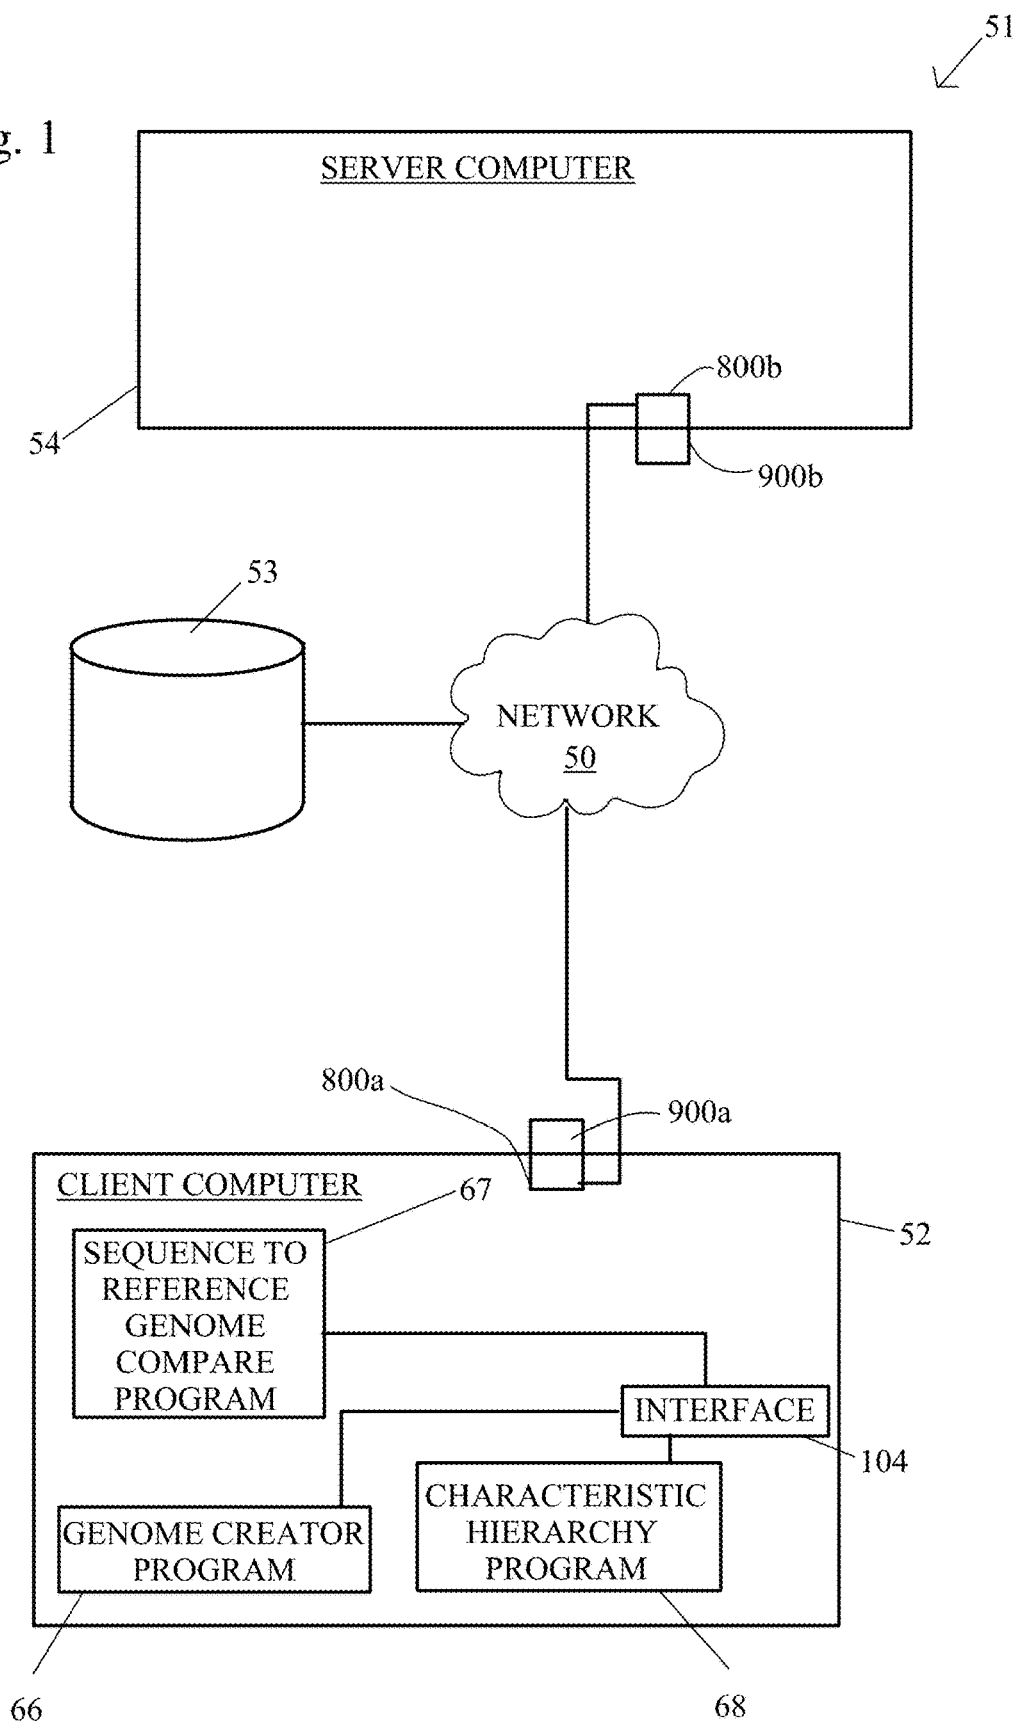 51
g. 1
SERVER COMPUTER
800b
54
900b
53
NETWORK
50
800a
900a
CLIENT COMPUTER
67
52
SEQUENCE TO
REFERENCE
GENOME
COMPARE
PROGRAM
INTERFACE
104
CHARACTERISTIC
HIERARCHY
PROGRAM
GENOME CREATOR
PROGRAM
66
68